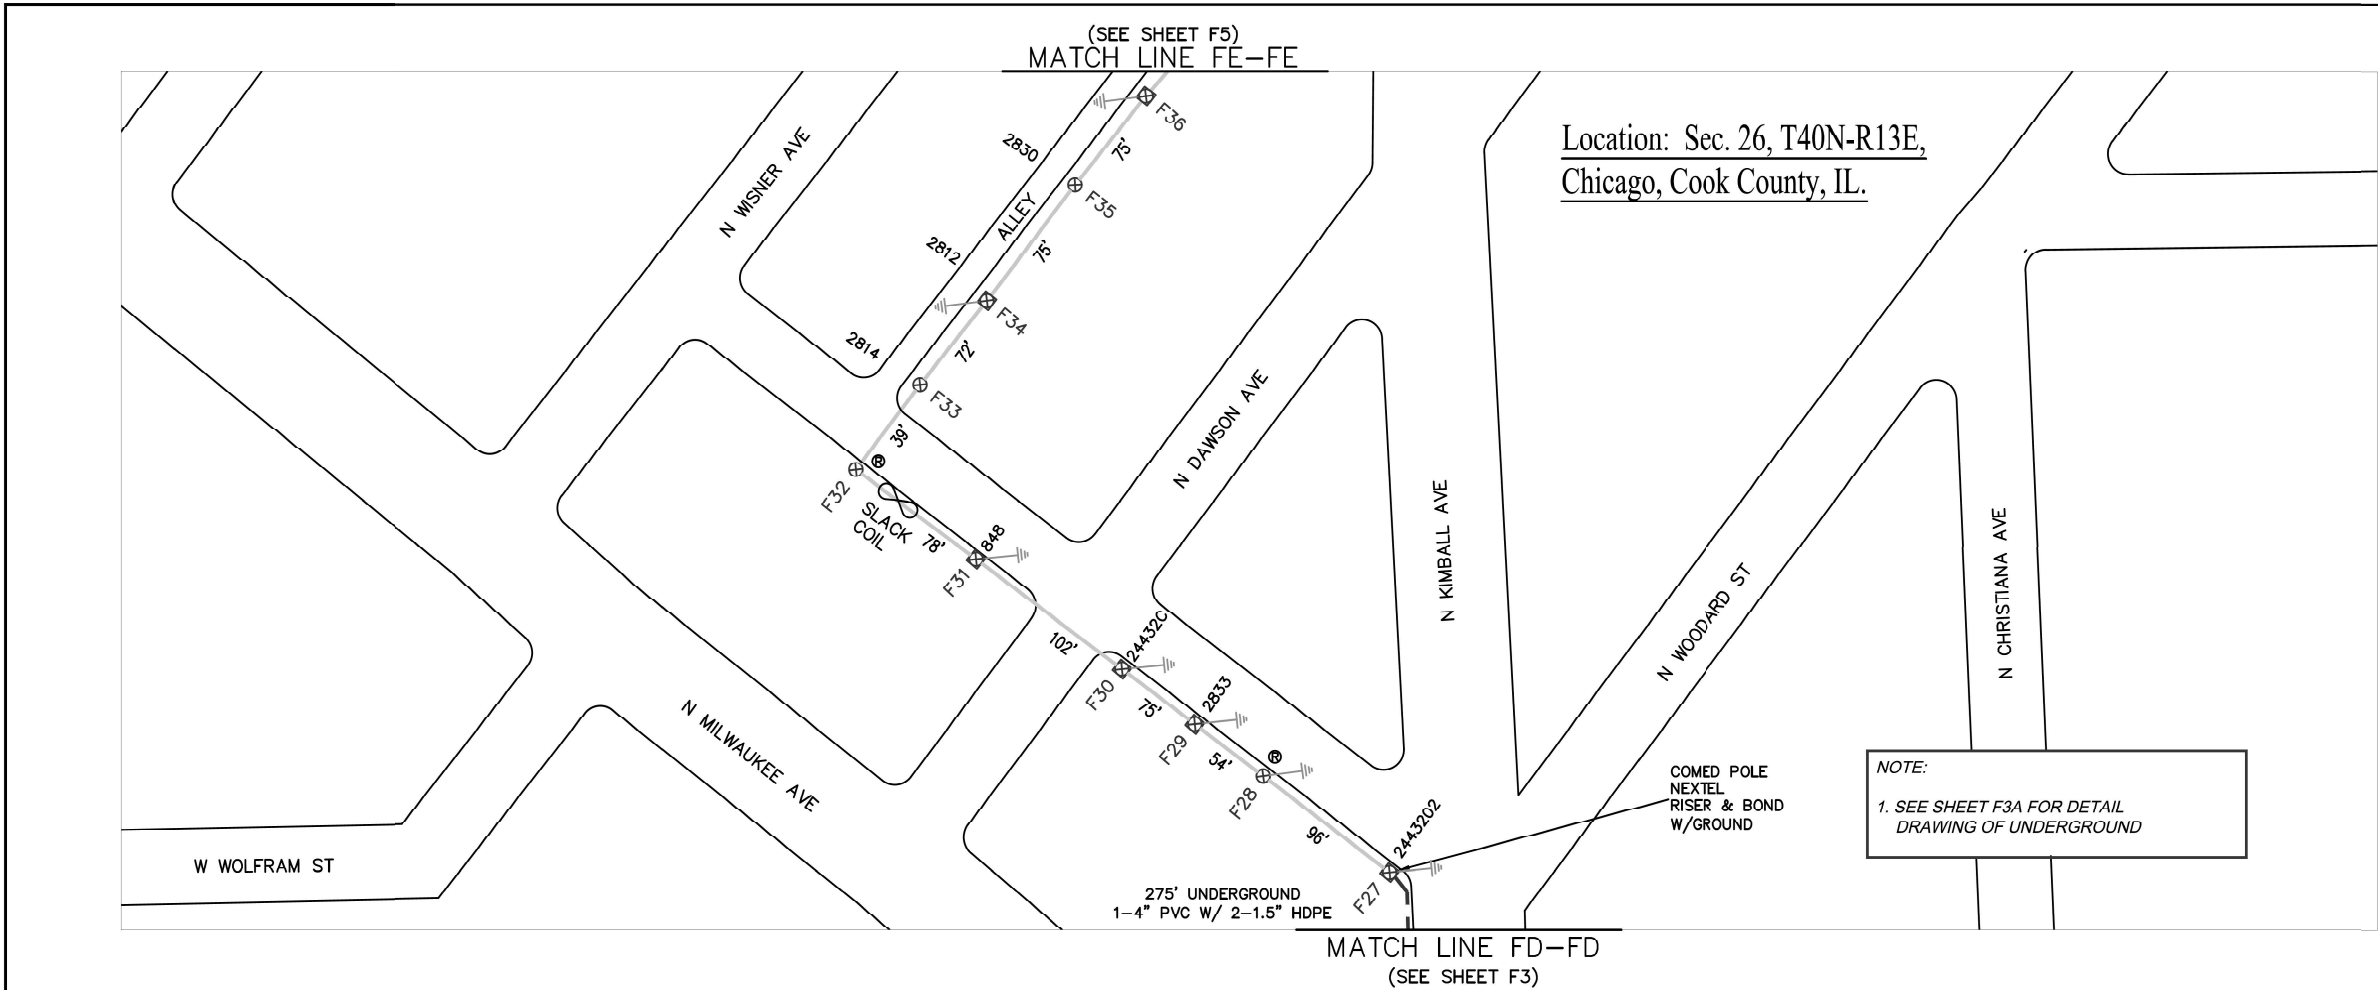 (SEE SHEET F5)
MATCH LINE FE-FE
F36
75'
2830
N WISNER AVE
Location: Sec. 26, T40N-R13E,
Chicago, Cook County, IL.
F35
ALLEY
2812
75'
F34
2814
72'
F33
39'
®
F32
SLACK
COIL
78'
848
F31
N DAWSON AVE
N KIMBALL AVE
N WOODARD ST
N CHRISTIANA AVE
102'
24432C
F30
75'
2833
F29
54'
®
F28
N MILWAUKEE AVE
W WOLFRAM ST
96'
24432C2
F27
COMED POLE
NEXTEL
RISER & BOND
W/GROUND
NOTE:
1. SEE SHEET F3A FOR DETAIL
DRAWING OF UNDERGROUND
275' UNDERGROUND
1-4" PVC W/ 2-1.5" HDPE
MATCH LINE FD-FD
(SEE SHEET F3)